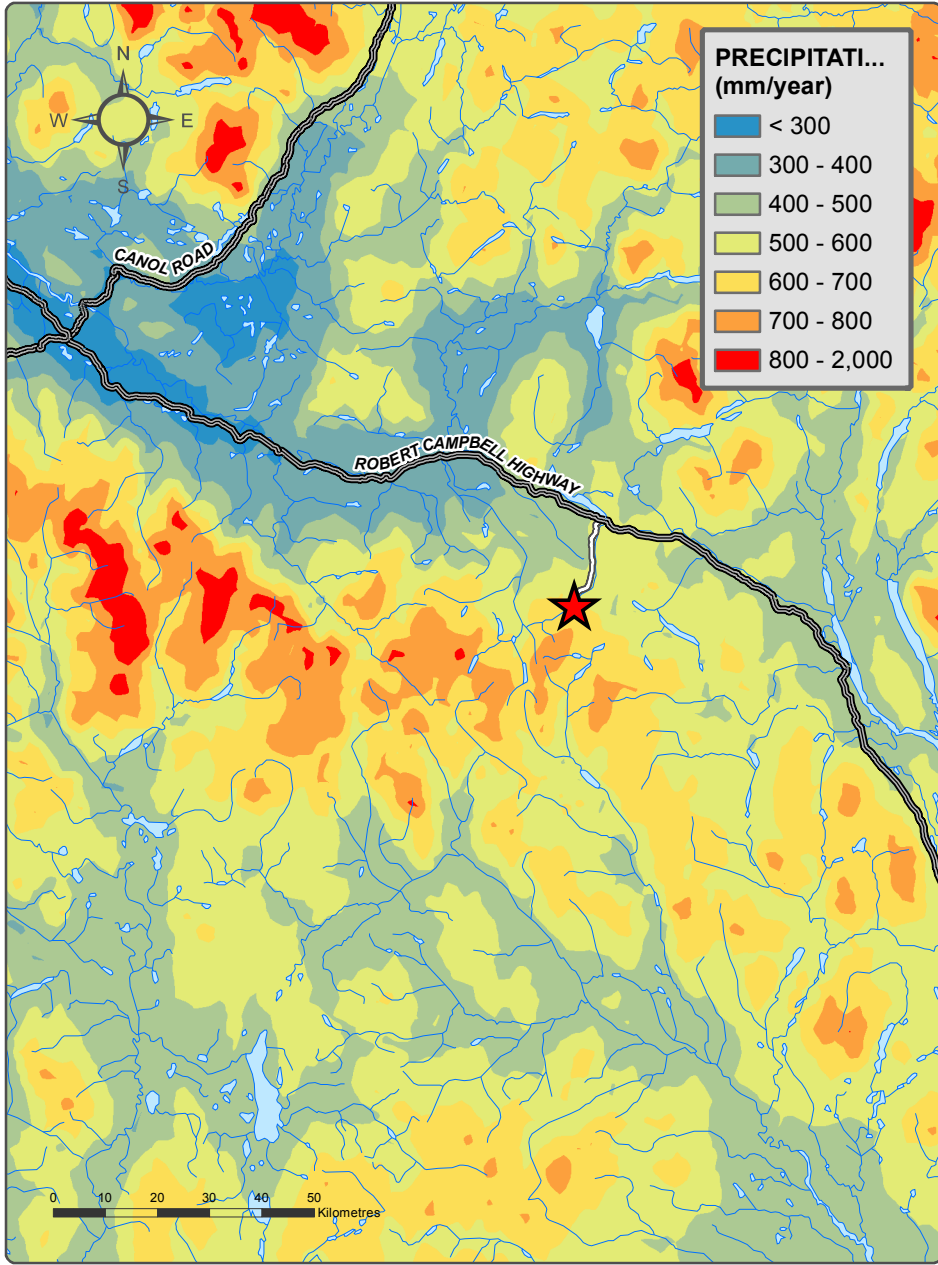 N
W
E
S
CANOL ROAD
ROBERT CAMPBELL HIGHWAY
PRECIPITATI...
(mm/year)
< 300
300 - 400
400 - 500
500 - 600
600 - 700
700 - 800
800 - 2,000
0 10 20 30 40 50
Kilometres